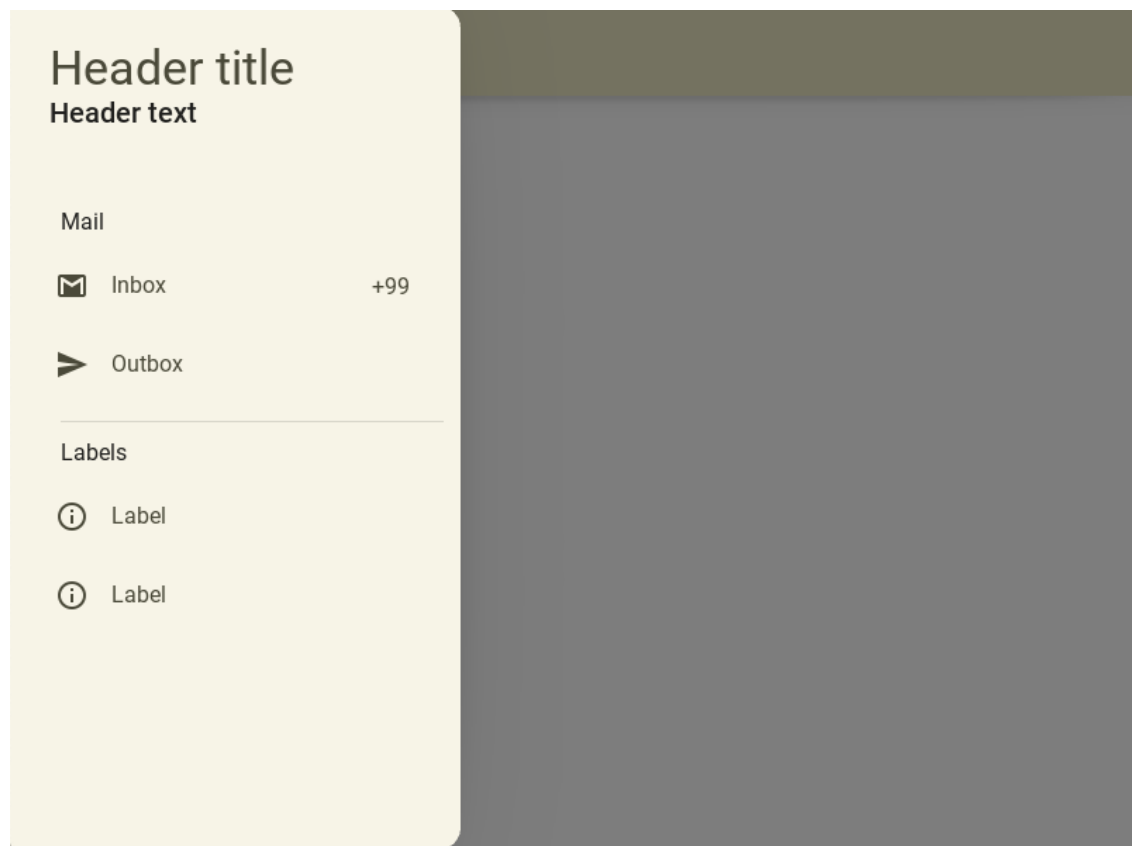 Header title
Header text
Mail
Inbox +99
Outbox
Labels
Label
Label